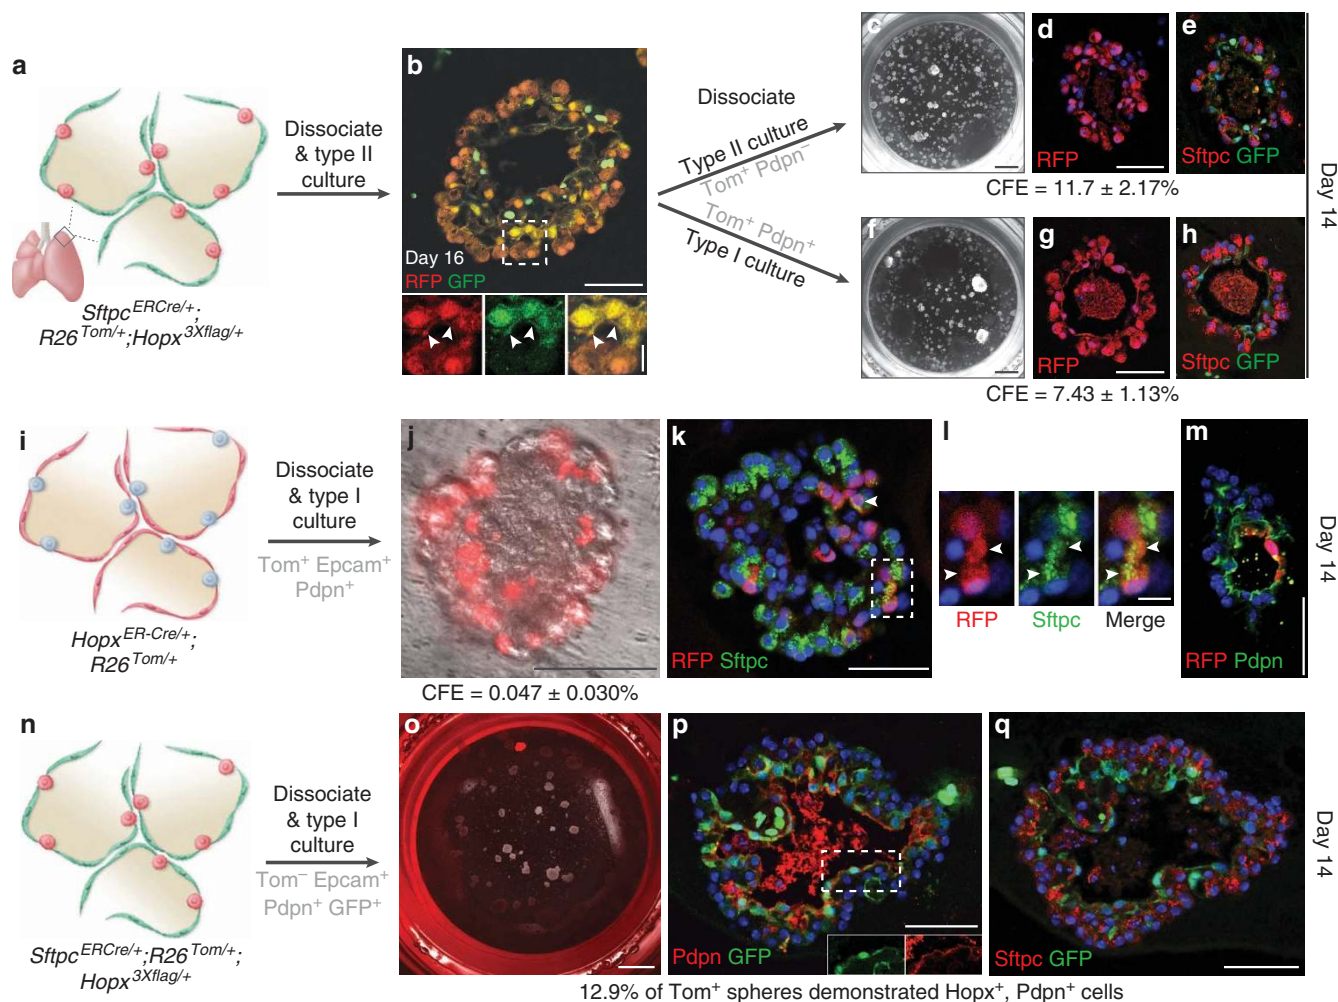 a
Sftpc^ERCre/+;
R26^Tom/+;Hopx^3Xflag/+
Dissociate
& type II
culture
b
Day 16
RFP GFP
Dissociate
Type II culture
Tom+ Pdpn−
Tom+ Pdpn+
Type I culture
c
d
RFP
e
Sftpc GFP
CFE = 11.7 ± 2.17%
f
g
RFP
h
Sftpc GFP
CFE = 7.43 ± 1.13%
Day 14
i
Hopx^ER-Cre/+;
R26^Tom/+
Dissociate
& type I
culture
Tom+ Epcam+
Pdpn+
j
CFE = 0.047 ± 0.030%
k
RFP Sftpc
l
RFP Sftpc Merge
m
RFP Pdpn
Day 14
n
Sftpc^ERCre/+;R26^Tom/+;
Hopx^3Xflag/+
Dissociate
& type I
culture
Tom− Epcam+
Pdpn+ GFP+
o
p
Pdpn GFP
q
Sftpc GFP
12.9% of Tom+ spheres demonstrated Hopx+, Pdpn+ cells
Day 14